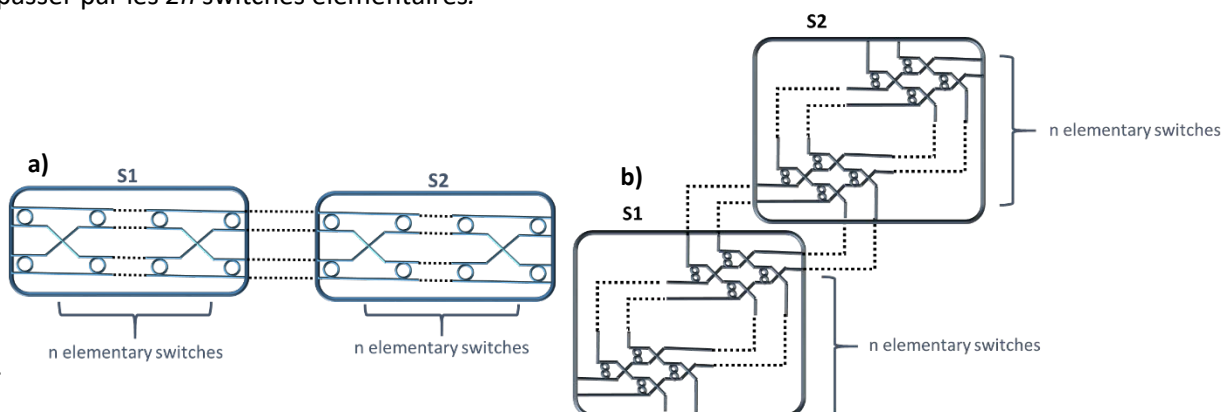 passer par les 2n switches élémentaires.
S2
n elementary switches
a)
S1
S2
b)
S1
n elementary switches
n elementary switches
n elementary switches